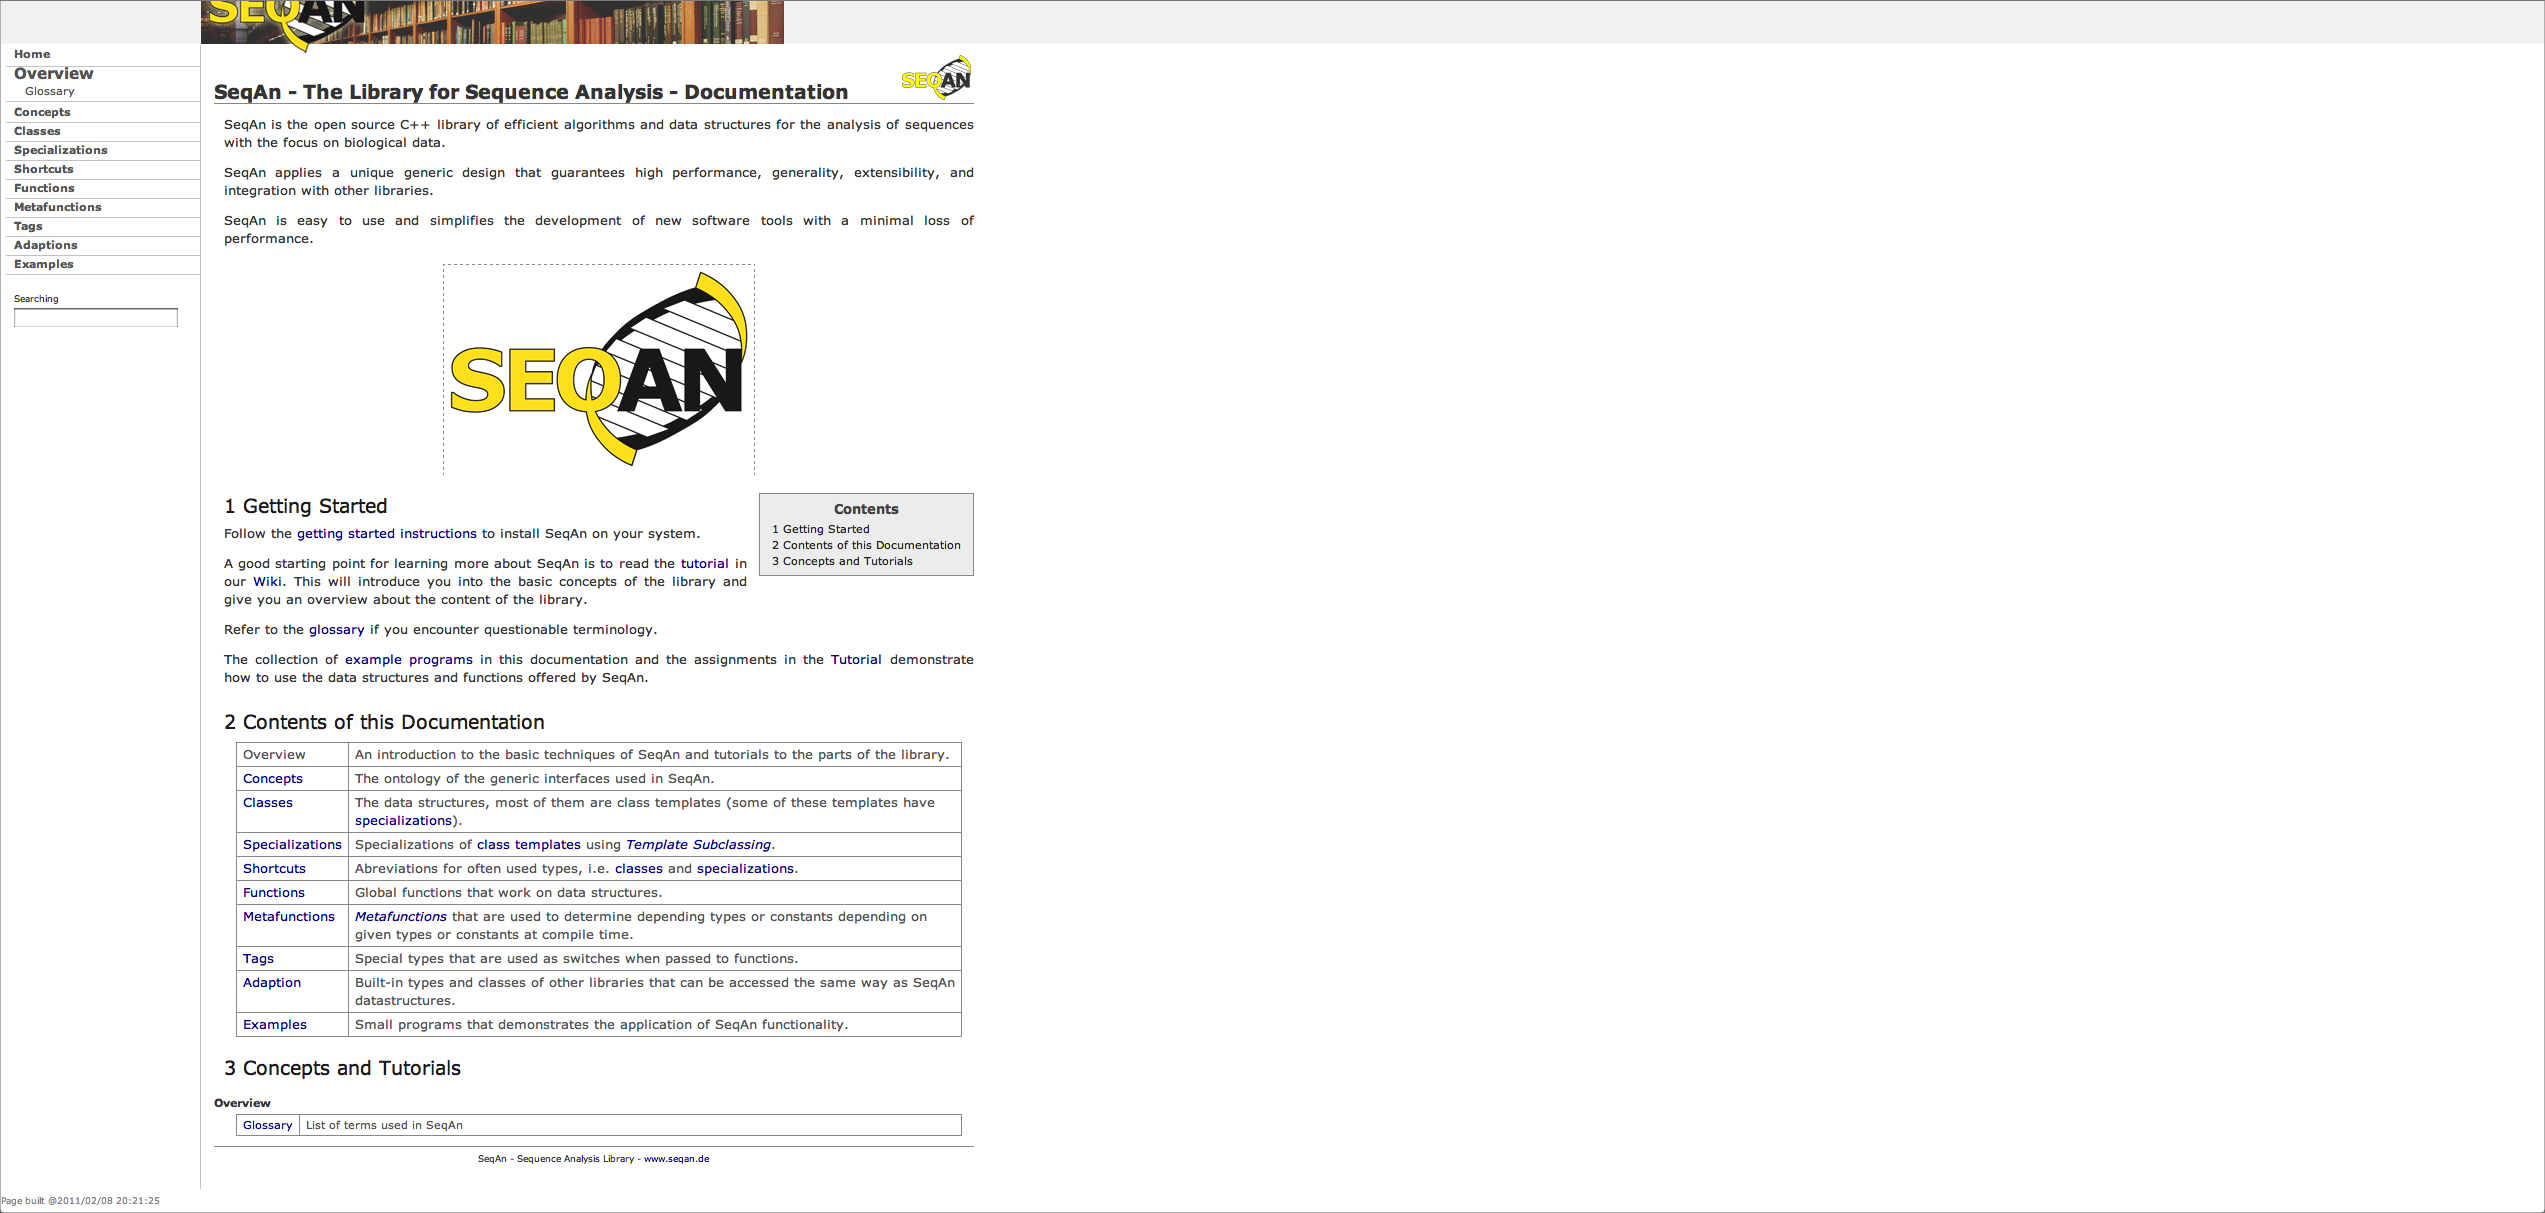 SEQAN
Home
Overview
Glossary
Concepts
Classes
Specializations
Shortcuts
Functions
Metafunctions
Tags
Adaptions
Examples
Searching
SeqAn - The Library for Sequence Analysis - Documentation
SEQAN
SeqAn is the open source C++ library of efficient algorithms and data structures for the analysis of sequences
with the focus on biological data.
SeqAn applies a unique generic design that guarantees high performance, generality, extensibility, and
integration with other libraries.
SeqAn is easy to use and simplifies the development of new software tools with a minimal loss of
performance.
SEQAN
1 Getting Started
Follow the getting started instructions to install SeqAn on your system.
A good starting point for learning more about SeqAn is to read the tutorial in
our Wiki. This will introduce you into the basic concepts of the library and
give you an overview about the content of the library.
Contents
1 Getting Started
2 Contents of this Documentation
3 Concepts and Tutorials
Refer to the glossary if you encounter questionable terminology.
The collection of example programs in this documentation and the assignments in the Tutorial demonstrate
how to use the data structures and functions offered by SeqAn.
2 Contents of this Documentation
Overview An introduction to the basic techniques of SeqAn and tutorials to the parts of the library.
Concepts The ontology of the generic interfaces used in SeqAn.
Classes The data structures, most of them are class templates (some of these templates have
specializations).
Specializations Specializations of class templates using Template Subclassing.
Shortcuts Abreviations for often used types, i.e. classes and specializations.
Functions Global functions that work on data structures.
Metafunctions Metafunctions that are used to determine depending types or constants depending on
given types or constants at compile time.
Tags Special types that are used as switches when passed to functions.
Adaption Built-in types and classes of other libraries that can be accessed the same way as SeqAn
datastructures.
Examples Small programs that demonstrates the application of SeqAn functionality.
3 Concepts and Tutorials
Overview
Glossary List of terms used in SeqAn
SeqAn - Sequence Analysis Library - www.seqan.de
Page built @2011/02/08 20:21:25